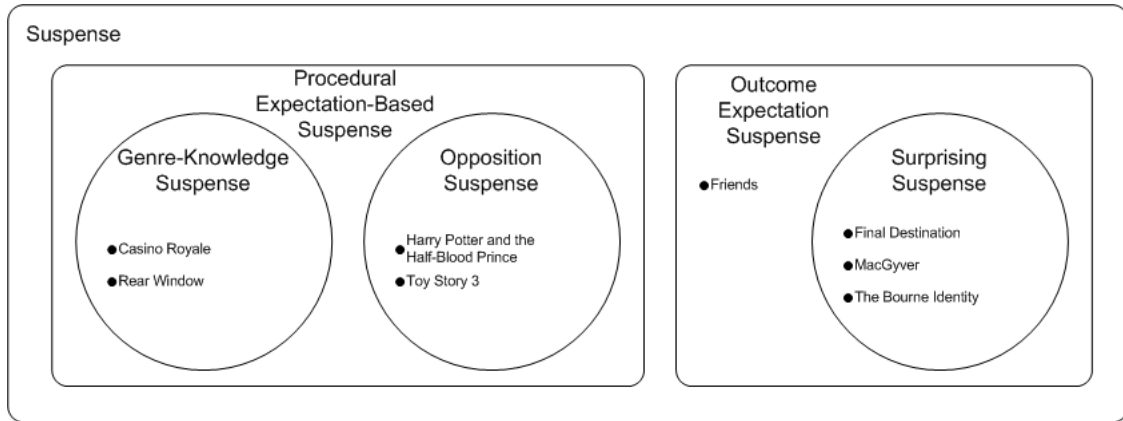 Suspense
Procedural
Expectation-Based
Suspense
Genre-Knowledge
Suspense
Casino Royale
Rear Window
Opposition
Suspense
Harry Potter and the
Half-Blood Prince
Toy Story 3
Outcome
Expectation
Suspense
Friends
Surprising
Suspense
Final Destination
MacGyver
The Bourne Identity